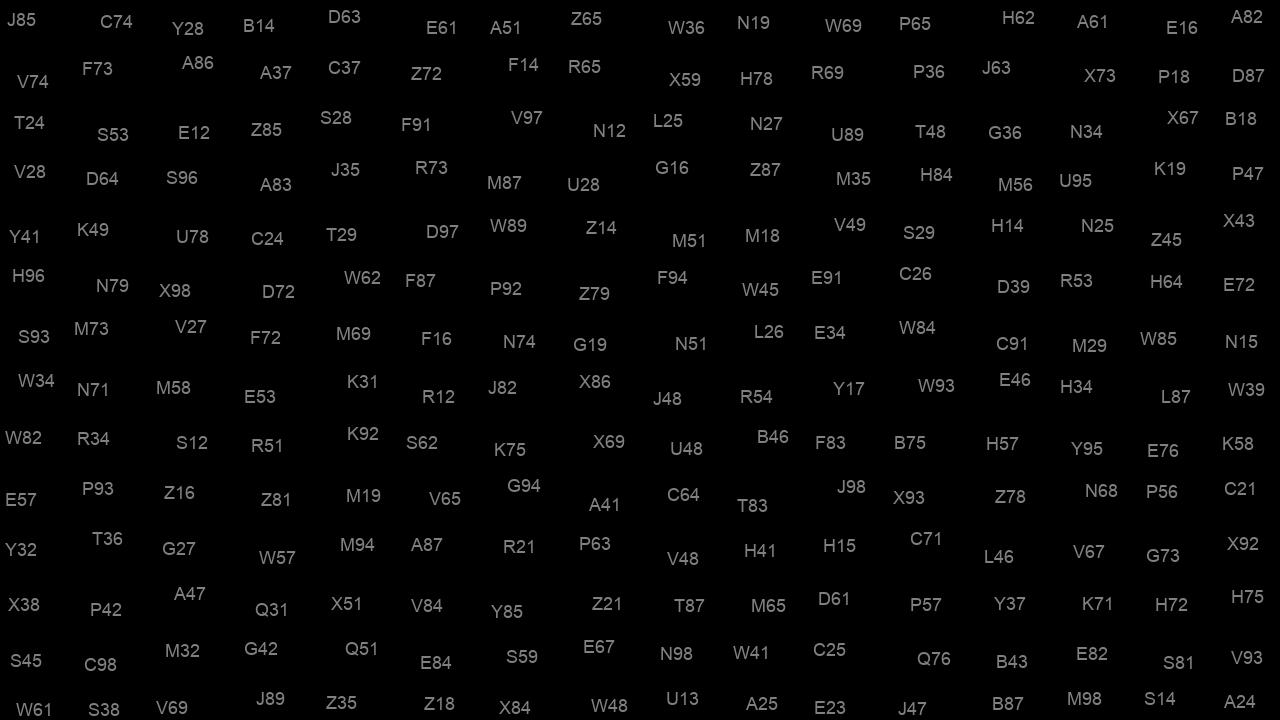 J85 C74 Y28 B14 D63 E61 A51 Z65 W36 N19 W69 P65 H62 A61 E16 A82
V74 F73 A86 A37 C37 Z72 F14 R65 X59 H78 R69 P36 J63 X73 P18 D87
T24 S53 E12 Z85 S28 F91 V97 N12 L25 N27 U89 T48 G36 N34 X67 B18
V28 D64 S96 A83 J35 R73 M87 U28 G16 Z87 M35 H84 M56 U95 K19 P47
Y41 K49 U78 C24 T29 D97 W89 Z14 M51 M18 V49 S29 H14 N25 Z45 X43
H96 N79 X98 D72 W62 F87 P92 Z79 F94 W45 E91 C26 D39 R53 H64 E72
S93 M73 V27 F72 M69 F16 N74 G19 N51 L26 E34 W84 C91 M29 W85 N15
W34 N71 M58 E53 K31 R12 J82 X86 J48 R54 Y17 W93 E46 H34 L87 W39
W82 R34 S12 R51 K92 S62 K75 X69 U48 B46 F83 B75 H57 Y95 E76 K58
E57 P93 Z16 Z81 M19 V65 G94 A41 C64 T83 J98 X93 Z78 N68 P56 C21
Y32 T36 G27 W57 M94 A87 R21 P63 V48 H41 H15 C71 L46 V67 G73 X92
X38 P42 A47 Q31 X51 V84 Y85 Z21 T87 M65 D61 P57 Y37 K71 H72 H75
S45 C98 M32 G42 Q51 E84 S59 E67 N98 W41 C25 Q76 B43 E82 S81 V93
W61 S38 V69 J89 Z35 Z18 X84 W48 U13 A25 E23 J47 B87 M98 S14 A24